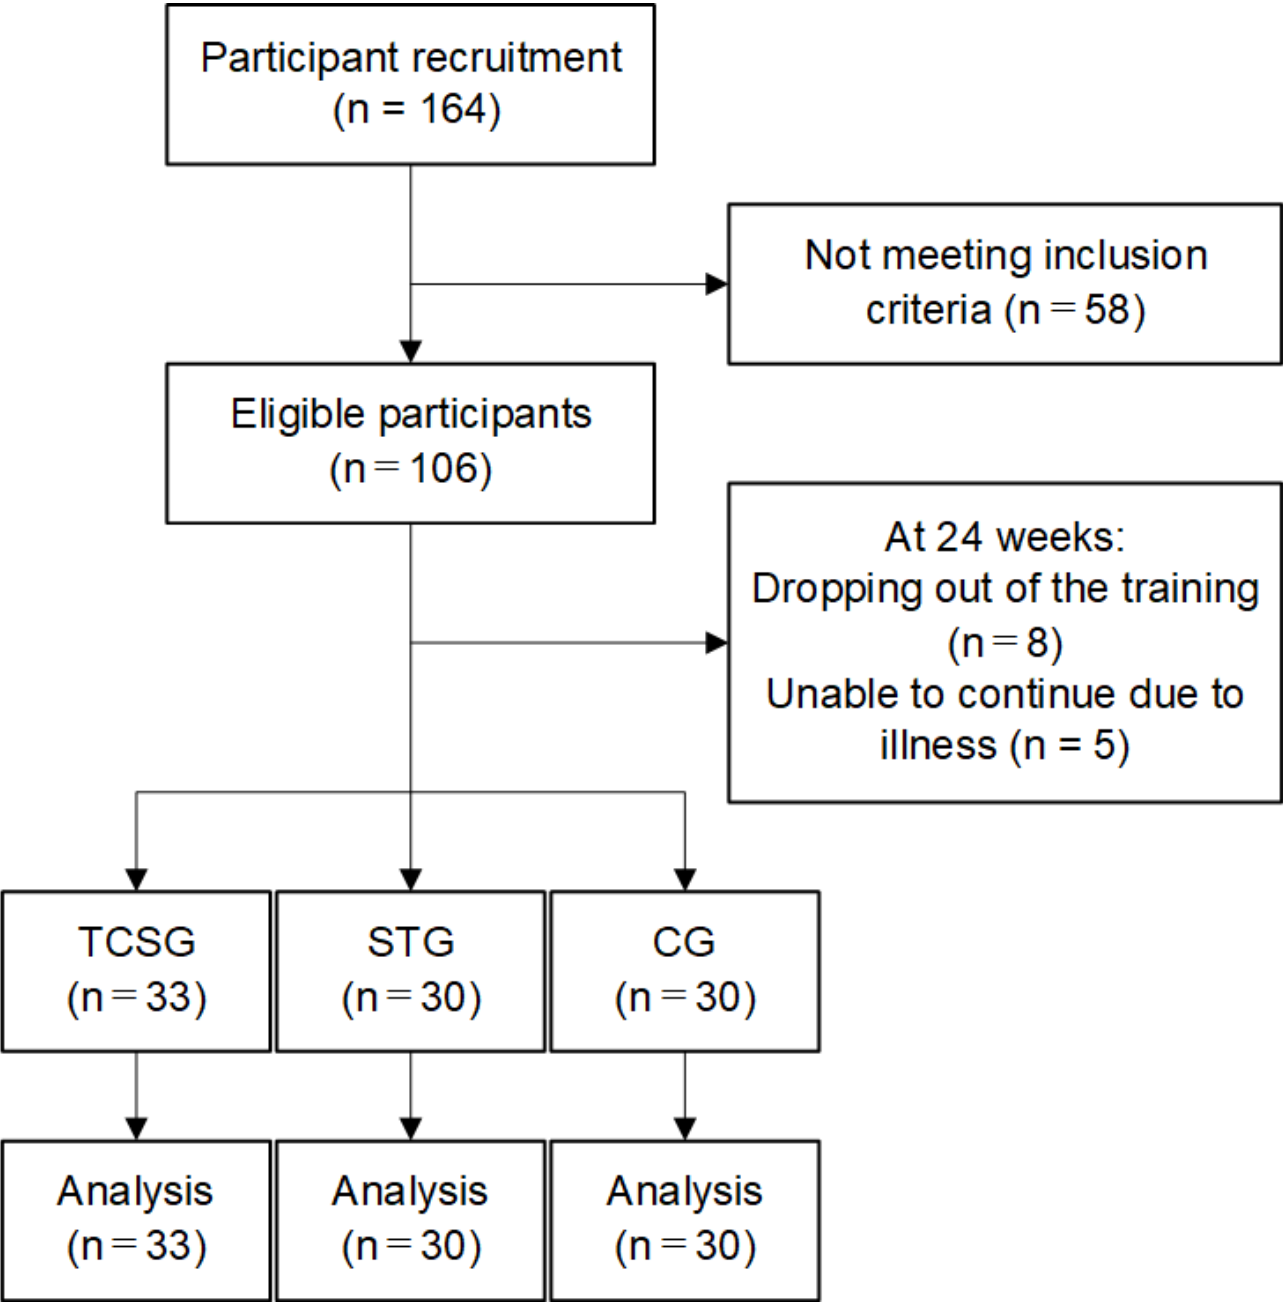 Participant recruitment
(n = 164)
Not meeting inclusion
criteria (n＝58)
Eligible participants
(n＝106)
At 24 weeks:
Dropping out of the training
(n＝8)
Unable to continue due to
illness (n = 5)
TCSG
(n＝33)
STG
(n＝30)
CG
(n＝30)
Analysis
(n＝33)
Analysis
(n＝30)
Analysis
(n＝30)